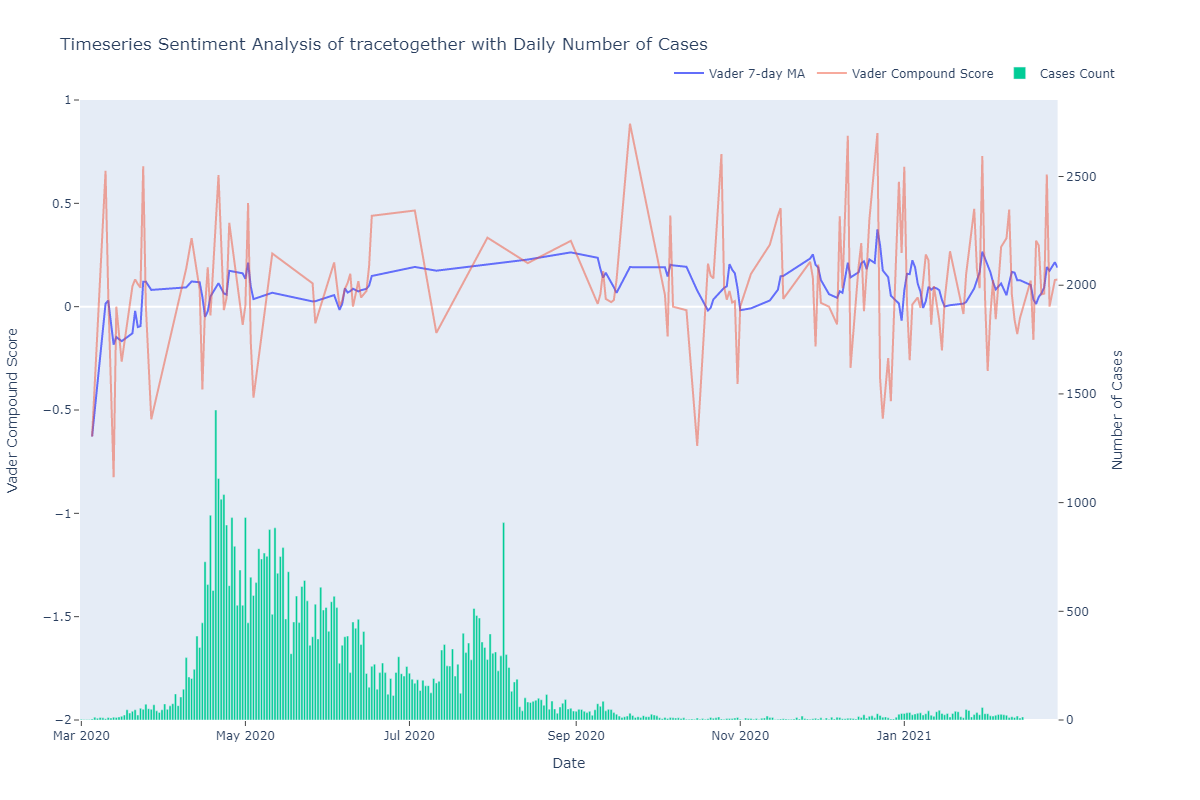 Timeseries Sentiment Analysis of tracetogether with Daily Number of Cases
Vader 7-day MA
Vader Compound Score
Cases Count
1
0.5
0
−0.5
−1
−1.5
−2
Vader Compound Score
2500
2000
1500
1000
500
0
Number of Cases
Mar 2020
May 2020
Jul 2020
Sep 2020
Nov 2020
Jan 2021
Date